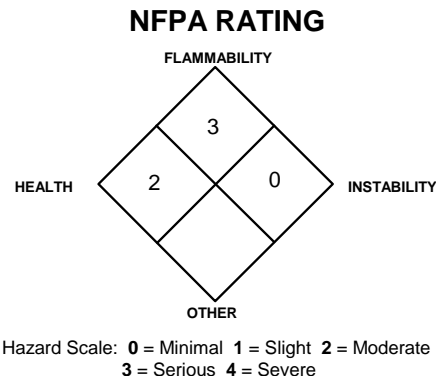 NFPA RATING
FLAMMABILITY
3
HEALTH 2 0 INSTABILITY
OTHER
Hazard Scale: 0 = Minimal 1 = Slight 2 = Moderate
3 = Serious 4 = Severe